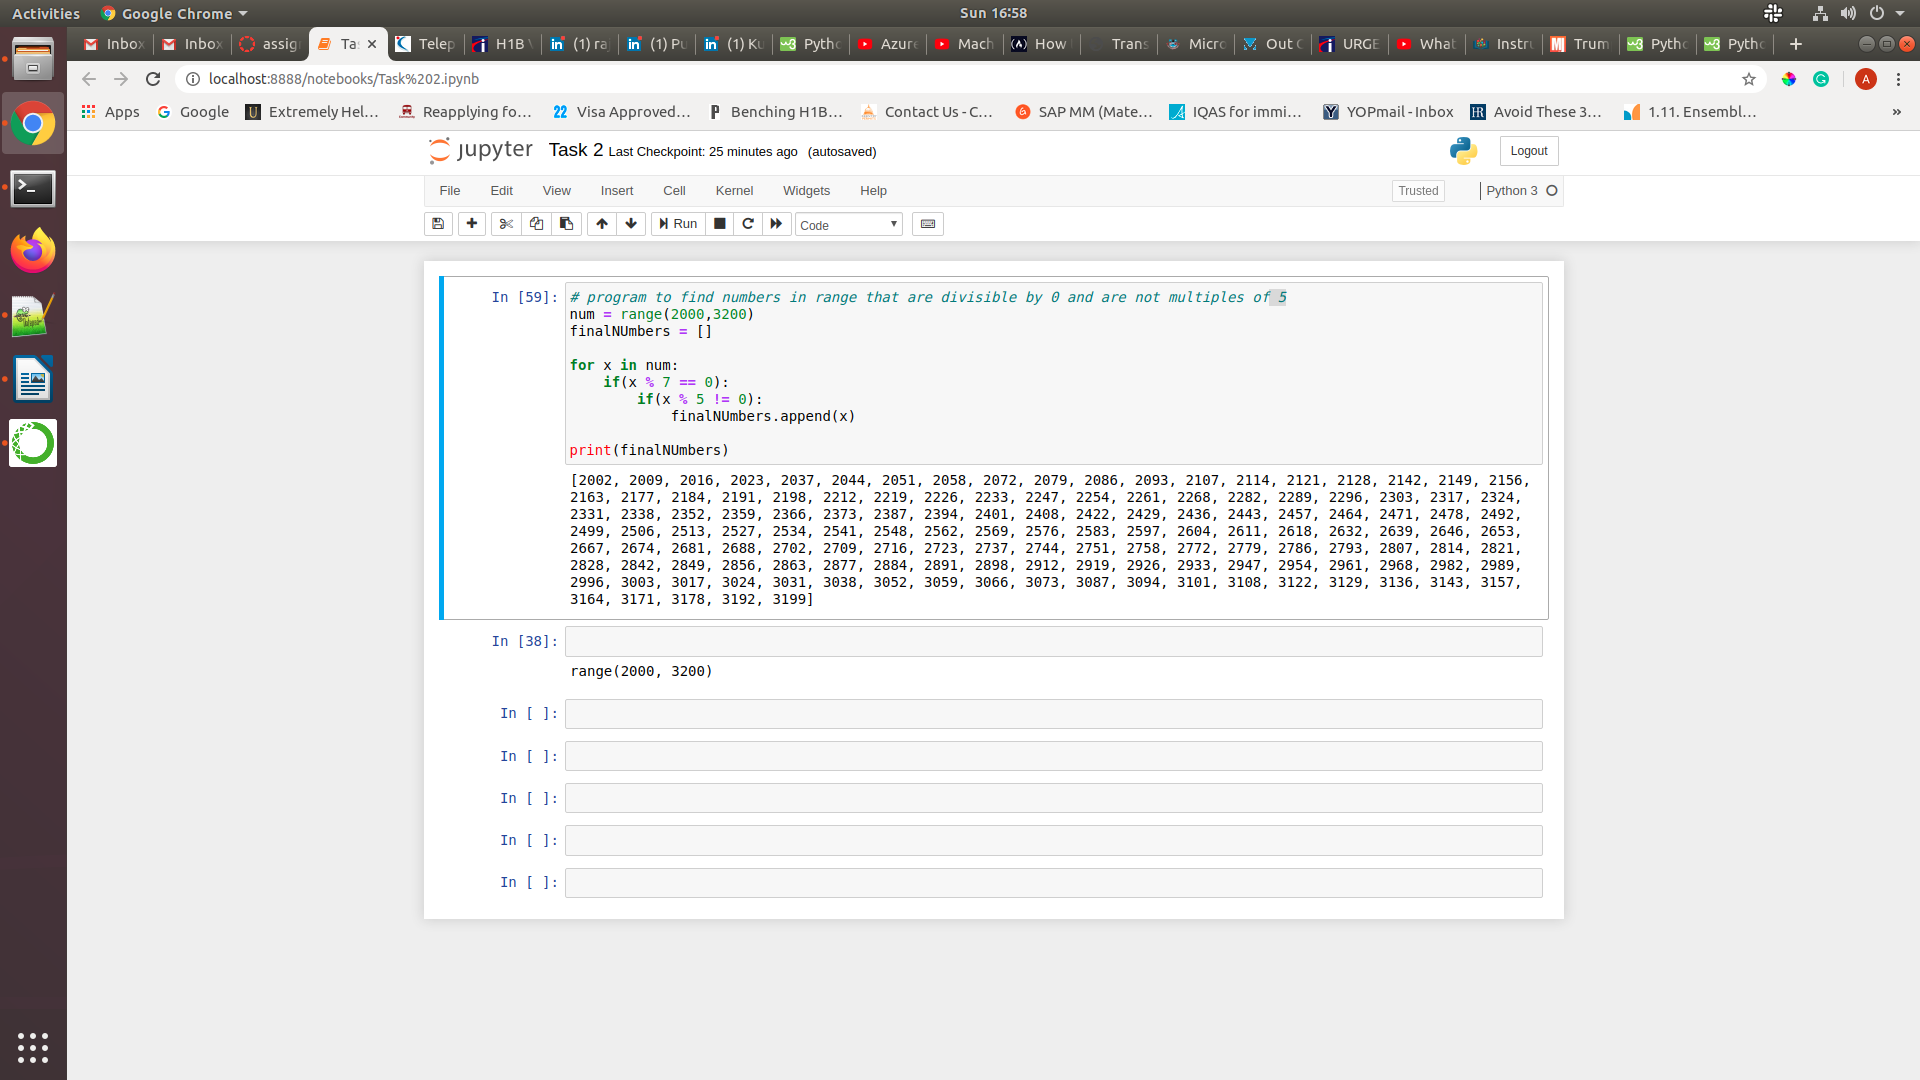 Activities Google Chrome Sun 16:58
Inbox Inbox assig Ta Telep H1B V (1) ra (1) Pu (1) Ku Pytho Azure Mach How Trans Micro Out C URGE What Instru Trum Pytho Pytho
localhost:8888/notebooks/Task%202.ipynb A
Apps Google Extremely Hel... Reapplying fo... Visa Approved... Benching H1B... Contact Us - C... SAP MM (Mate... IQAS for immi... YOPmail - Inbox Avoid These 3... 1.11. Ensembl... »
jupyter Task 2 Last Checkpoint: 25 minutes ago (autosaved) Logout
File Edit View Insert Cell Kernel Widgets Help Trusted Python 3
Run Code
In [59]: # program to find numbers in range that are divisible by 0 and are not multiples of 5
num = range(2000,3200)
finalNUmbers = []
for x in num:
if(x % 7 == 0):
if(x % 5 != 0):
finalNUmbers.append(x)
print(finalNUmbers)
[2002, 2009, 2016, 2023, 2037, 2044, 2051, 2058, 2072, 2079, 2086, 2093, 2107, 2114, 2121, 2128, 2142, 2149, 2156,
2163, 2177, 2184, 2191, 2198, 2212, 2219, 2226, 2233, 2247, 2254, 2261, 2268, 2282, 2289, 2296, 2303, 2317, 2324,
2331, 2338, 2352, 2359, 2366, 2373, 2387, 2394, 2401, 2408, 2422, 2429, 2436, 2443, 2457, 2464, 2471, 2478, 2492,
2499, 2506, 2513, 2527, 2534, 2541, 2548, 2562, 2569, 2576, 2583, 2597, 2604, 2611, 2618, 2632, 2639, 2646, 2653,
2667, 2674, 2681, 2688, 2702, 2709, 2716, 2723, 2737, 2744, 2751, 2758, 2772, 2779, 2786, 2793, 2807, 2814, 2821,
2828, 2842, 2849, 2856, 2863, 2877, 2884, 2891, 2898, 2912, 2919, 2926, 2933, 2947, 2954, 2961, 2968, 2982, 2989,
2996, 3003, 3017, 3024, 3031, 3038, 3052, 3059, 3066, 3073, 3087, 3094, 3101, 3108, 3122, 3129, 3136, 3143, 3157,
3164, 3171, 3178, 3192, 3199]
In [38]:
range(2000, 3200)
In [ ]:
In [ ]:
In [ ]:
In [ ]:
In [ ]: